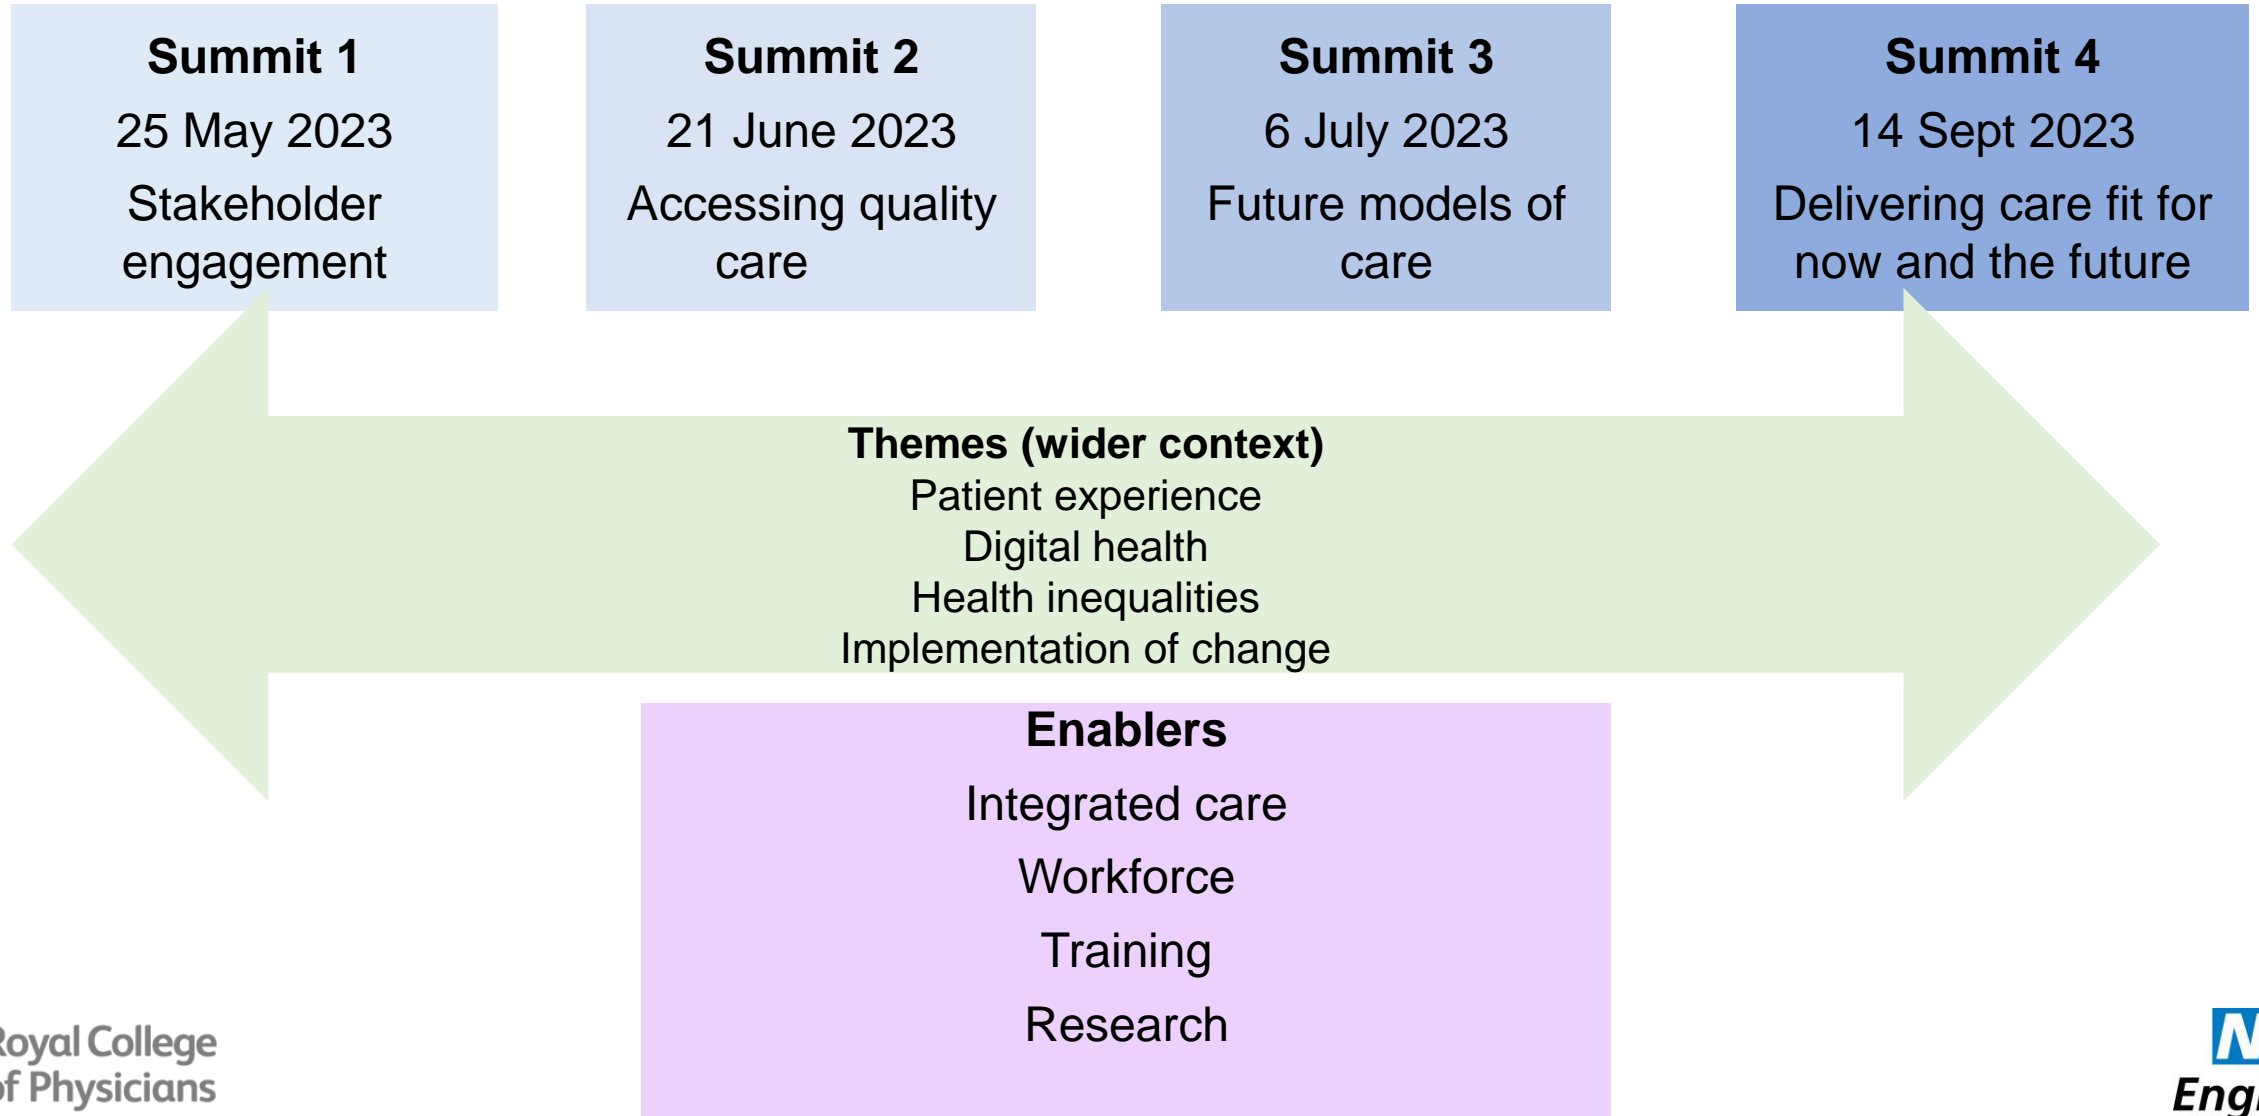 Summit 1
25 May 2023
Stakeholder
engagement
Summit 2
21 June 2023
Accessing quality
care
Summit 3
6 July 2023
Future models of
care
Summit 4
14 Sept 2023
Delivering care fit for
now and the future
Themes (wider context)
Patient experience
Digital health
Health inequalities
Implementation of change
Enablers
Integrated care
Workforce
Training
Research
Royal College
of Physicians